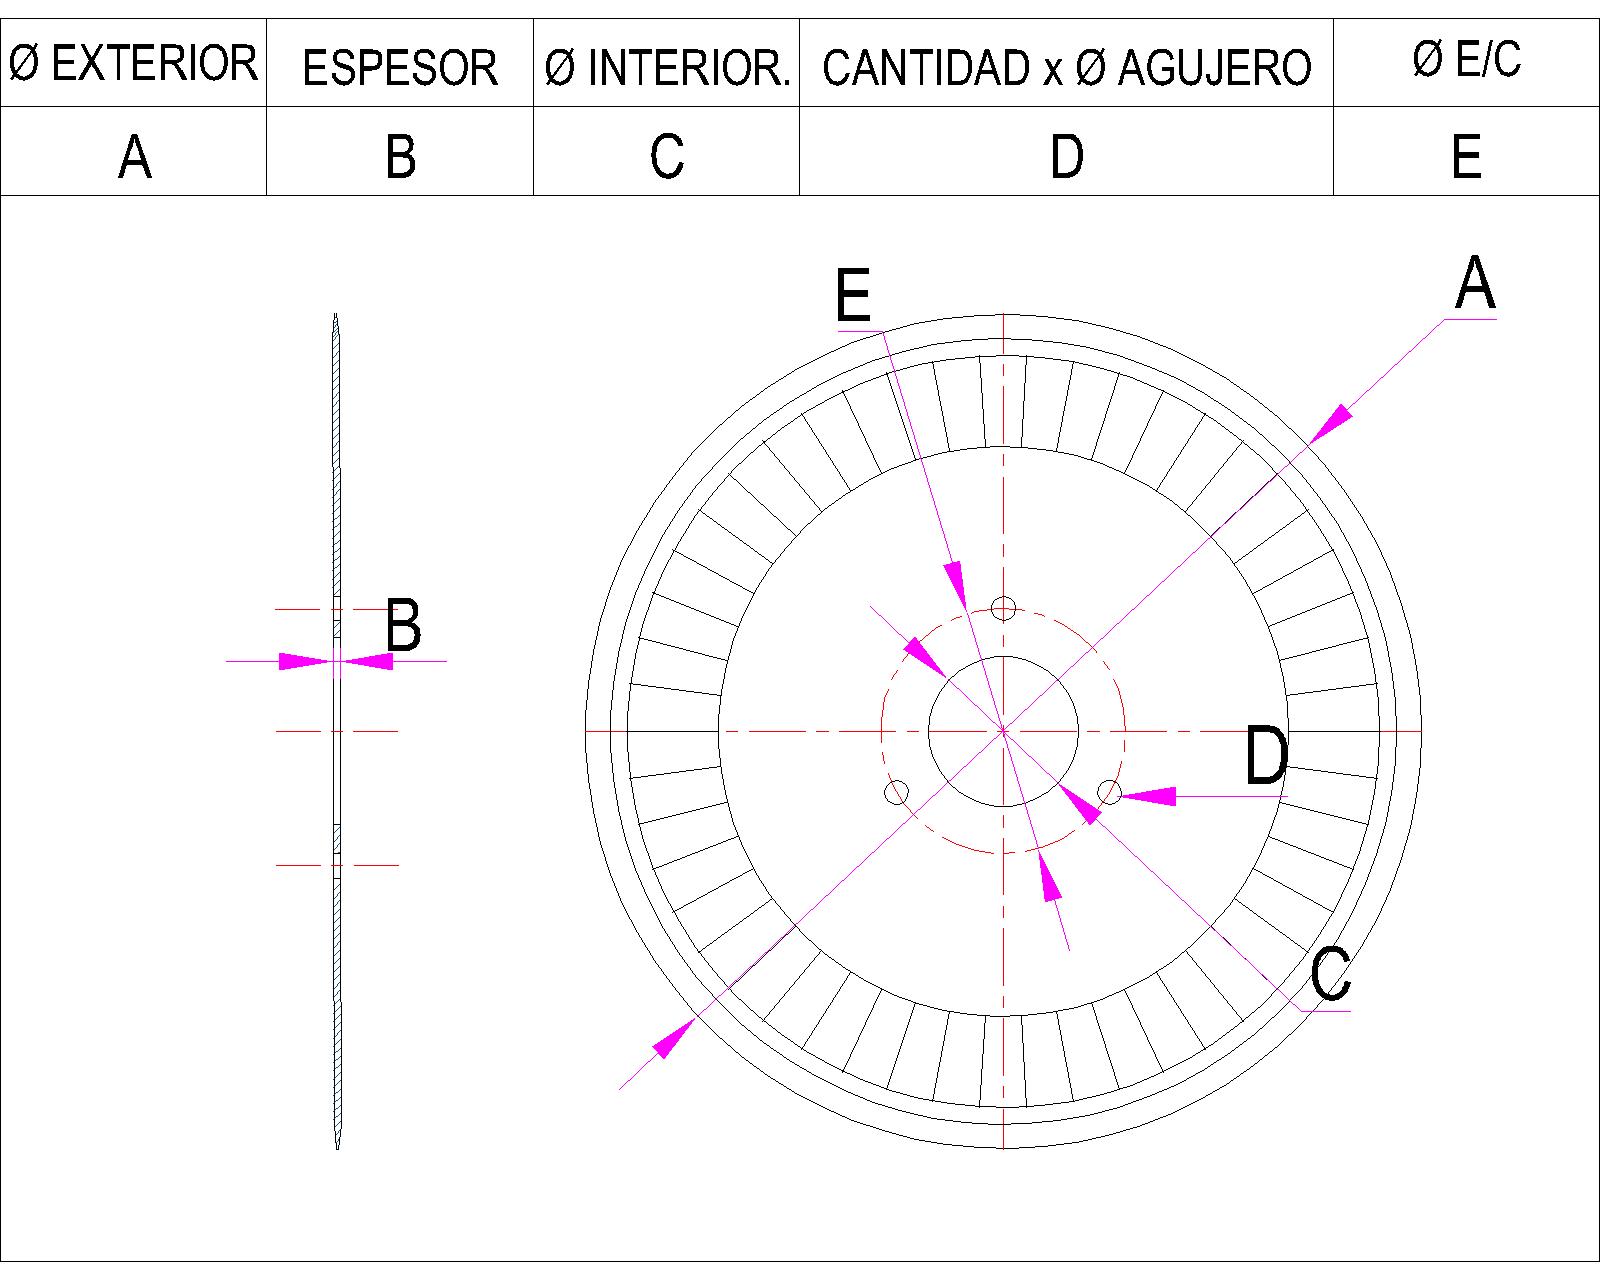 Ø EXTERIOR ESPESOR Ø INTERIOR. CANTIDAD x Ø AGUJERO Ø E/C
A B C D E
E
A
B
D
C